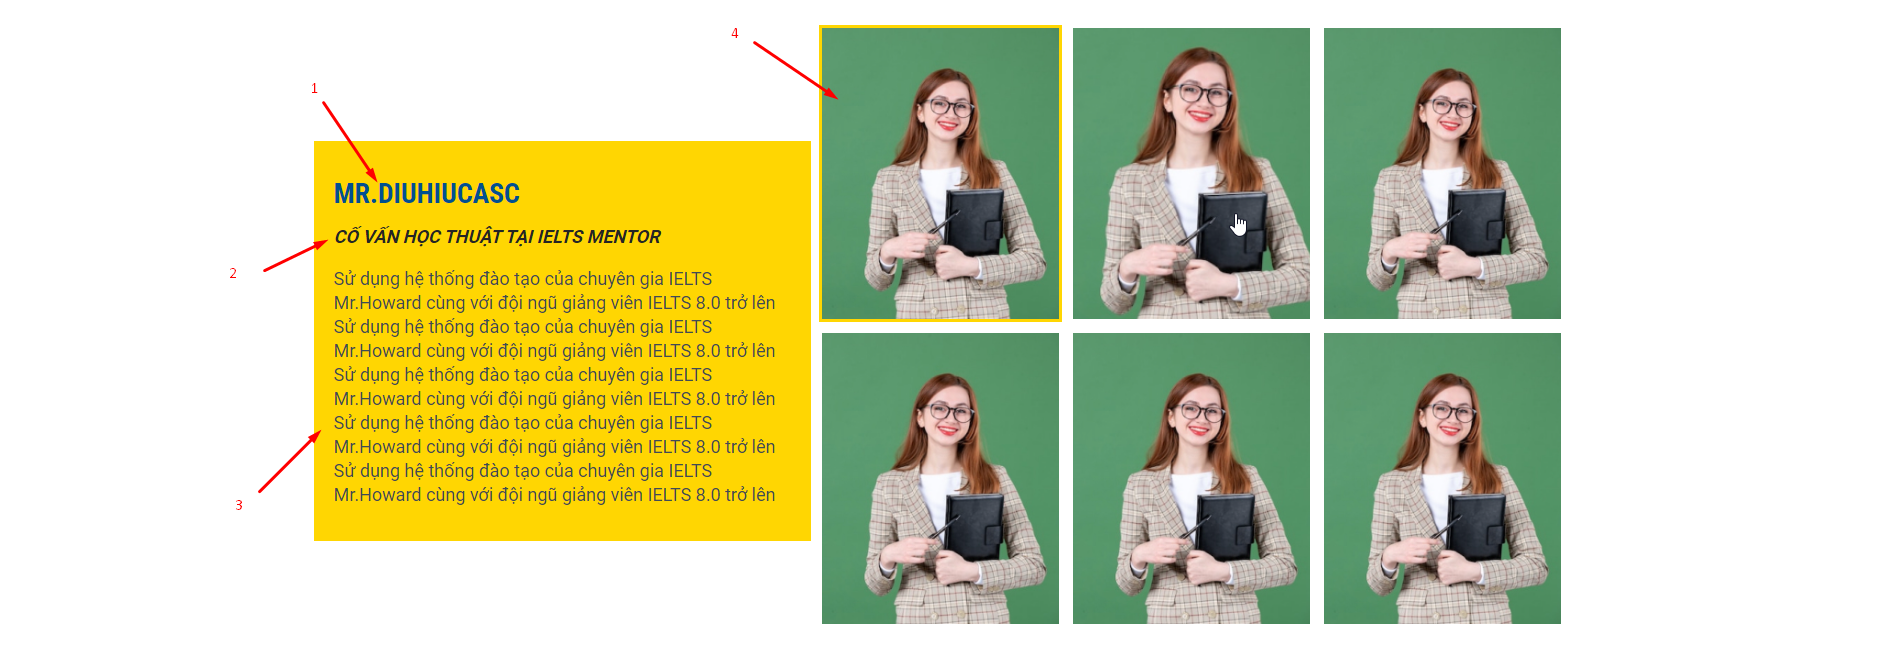 4
1
MR.DIUHIUCASC
2
CỐ VẤN HỌC THUẬT TẠI IELTS MENTOR
Sử dụng hệ thống đào tạo của chuyên gia IELTS
Mr.Howard cùng với đội ngũ giảng viên IELTS 8.0 trở lên
Sử dụng hệ thống đào tạo của chuyên gia IELTS
Mr.Howard cùng với đội ngũ giảng viên IELTS 8.0 trở lên
Sử dụng hệ thống đào tạo của chuyên gia IELTS
Mr.Howard cùng với đội ngũ giảng viên IELTS 8.0 trở lên
Sử dụng hệ thống đào tạo của chuyên gia IELTS
Mr.Howard cùng với đội ngũ giảng viên IELTS 8.0 trở lên
Sử dụng hệ thống đào tạo của chuyên gia IELTS
Mr.Howard cùng với đội ngũ giảng viên IELTS 8.0 trở lên
3